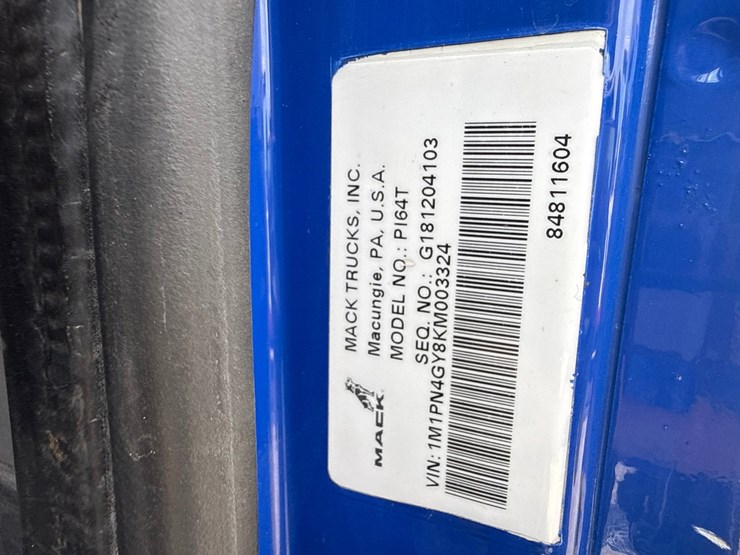 MACK
MACK TRUCKS, INC.
Macungie, PA, U.S.A.
MODEL NO.: PI64T
SEQ. NO.: G181204103
VIN: 1M1PN4GY8KM003324
84811604